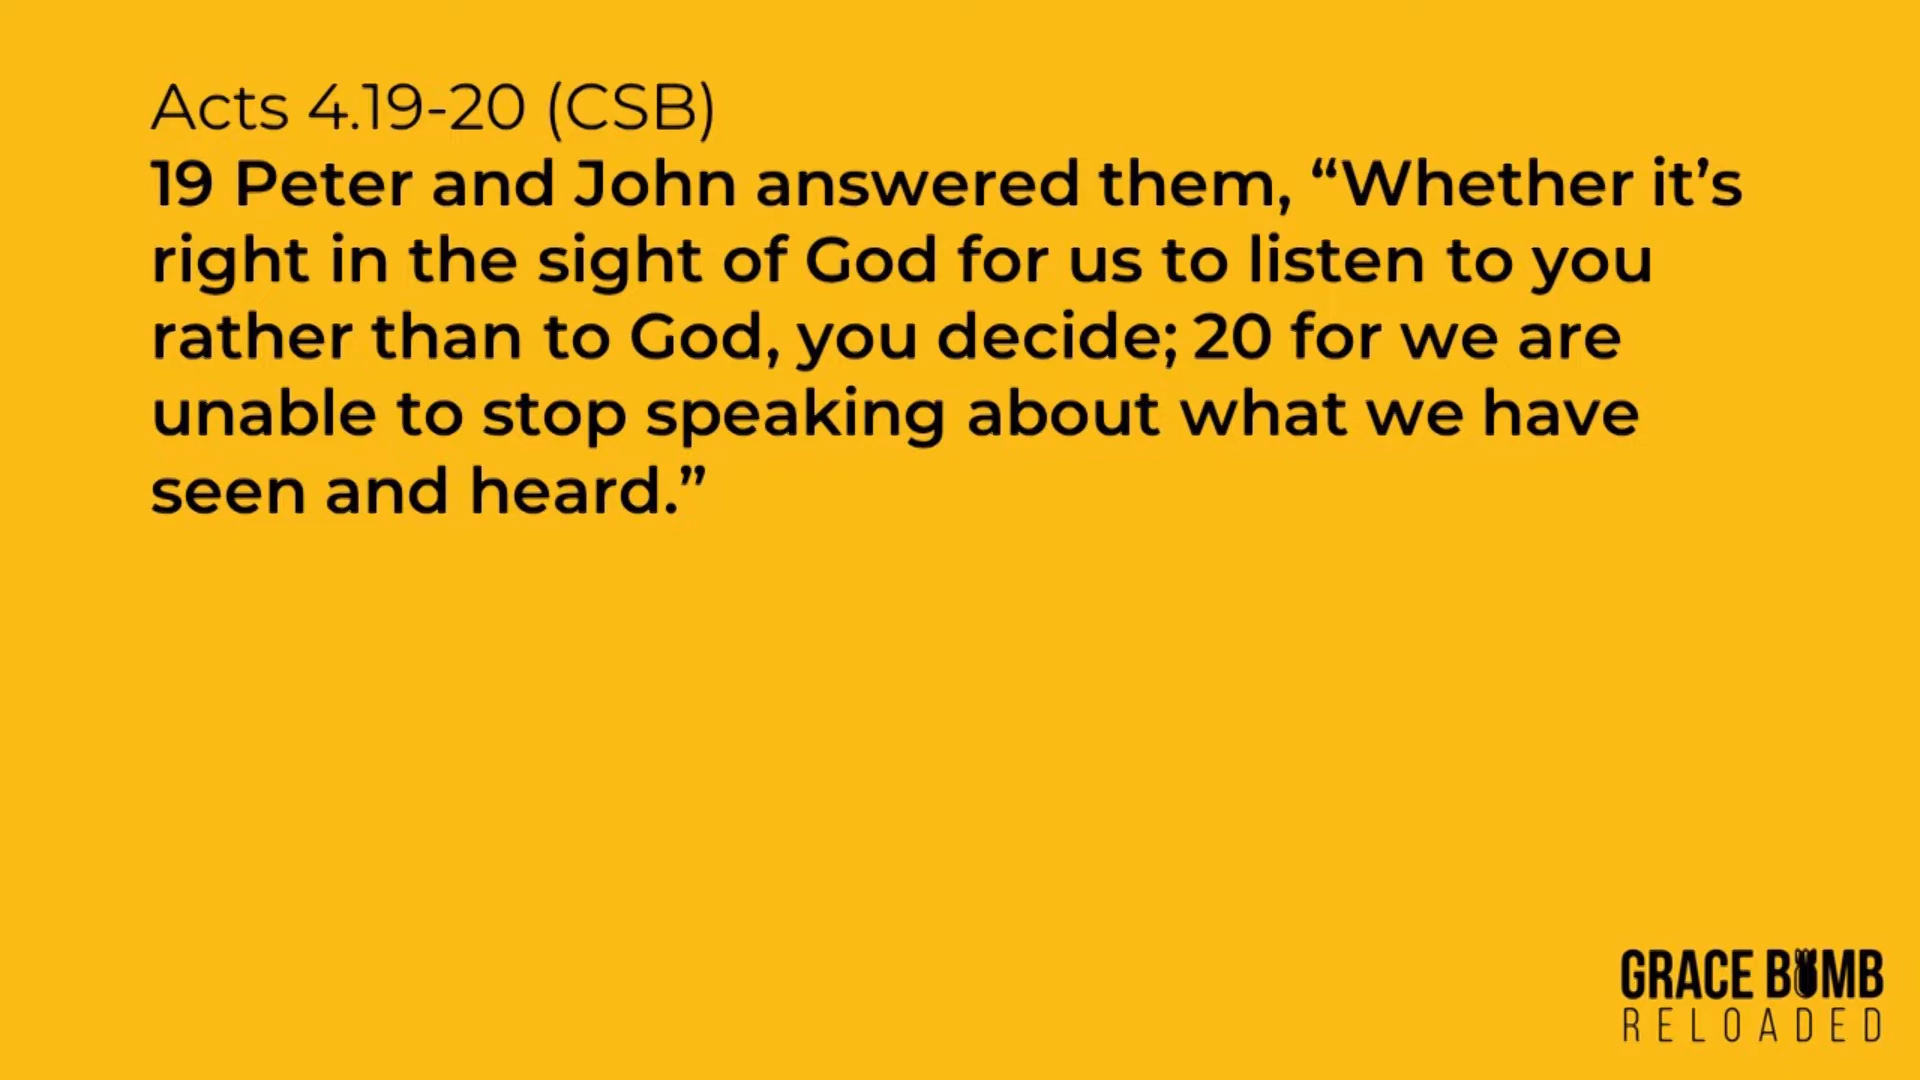 Acts 4.19-20 (CSB)
19 Peter and John answered them, “Whether it’s
right in the sight of God for us to listen to you
rather than to God, you decide; 20 for we are
unable to stop speaking about what we have
seen and heard.”
GRACE BOMB
RELOADED